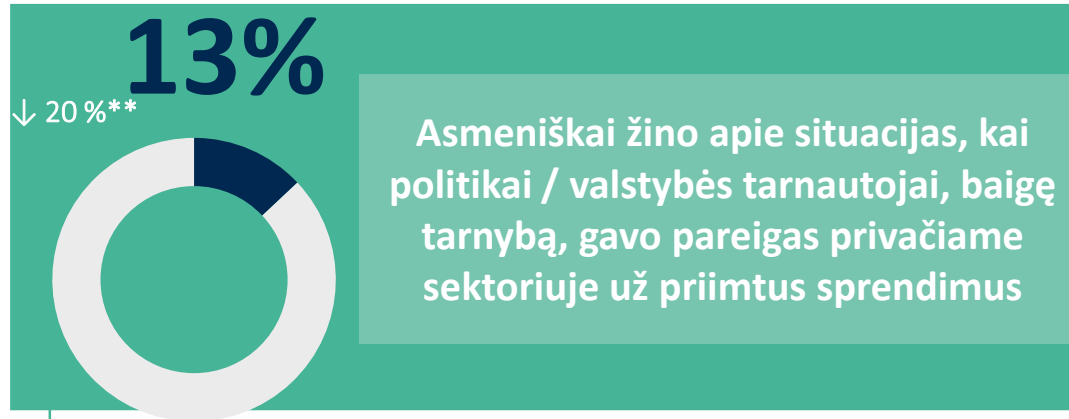 13%
↓ 20 %**
Asmeniškai žino apie situacijas, kai
politikai / valstybės tarnautojai, baigę
tarnybą, gavo pareigas privačiame
sektoriuje už priimtus sprendimus